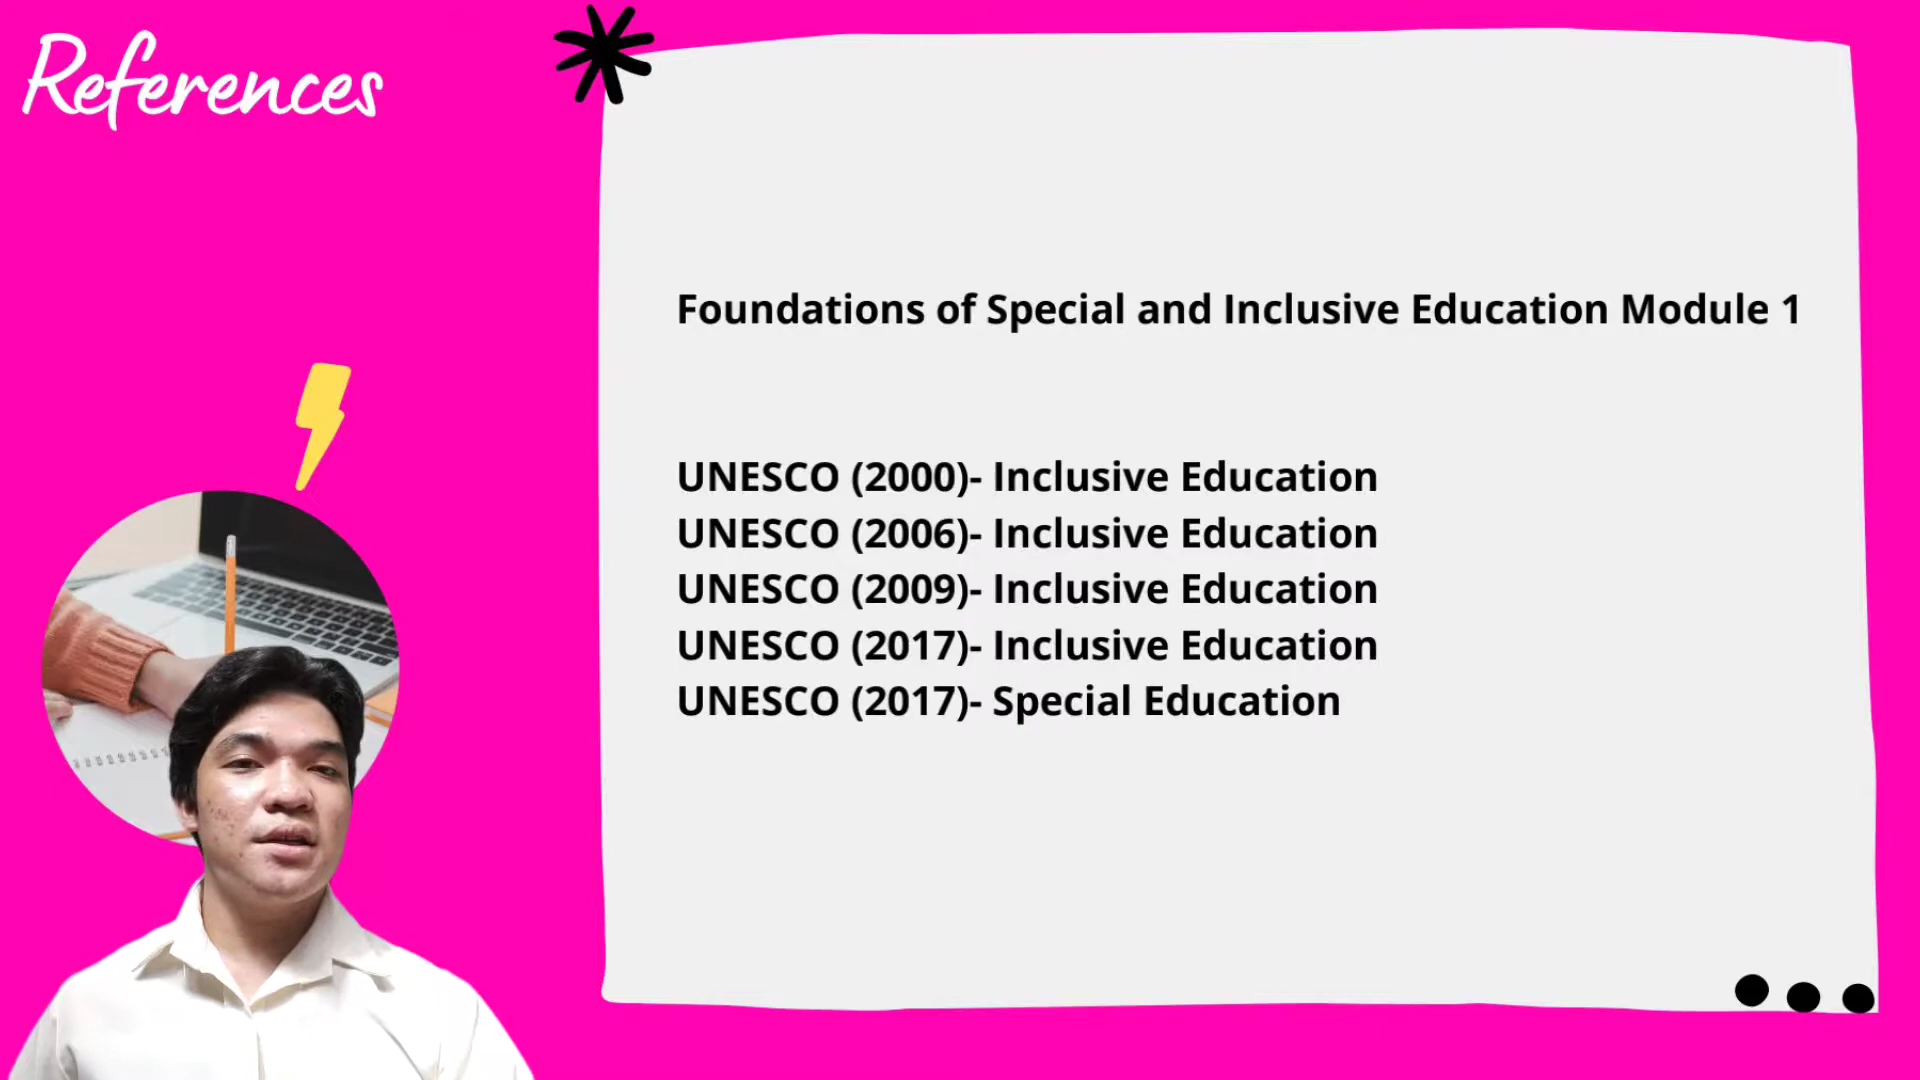 References
Foundations of Special and Inclusive Education Module 1
UNESCO (2000)- Inclusive Education
UNESCO (2006)- Inclusive Education
UNESCO (2009)- Inclusive Education
UNESCO (2017)- Inclusive Education
UNESCO (2017)- Special Education